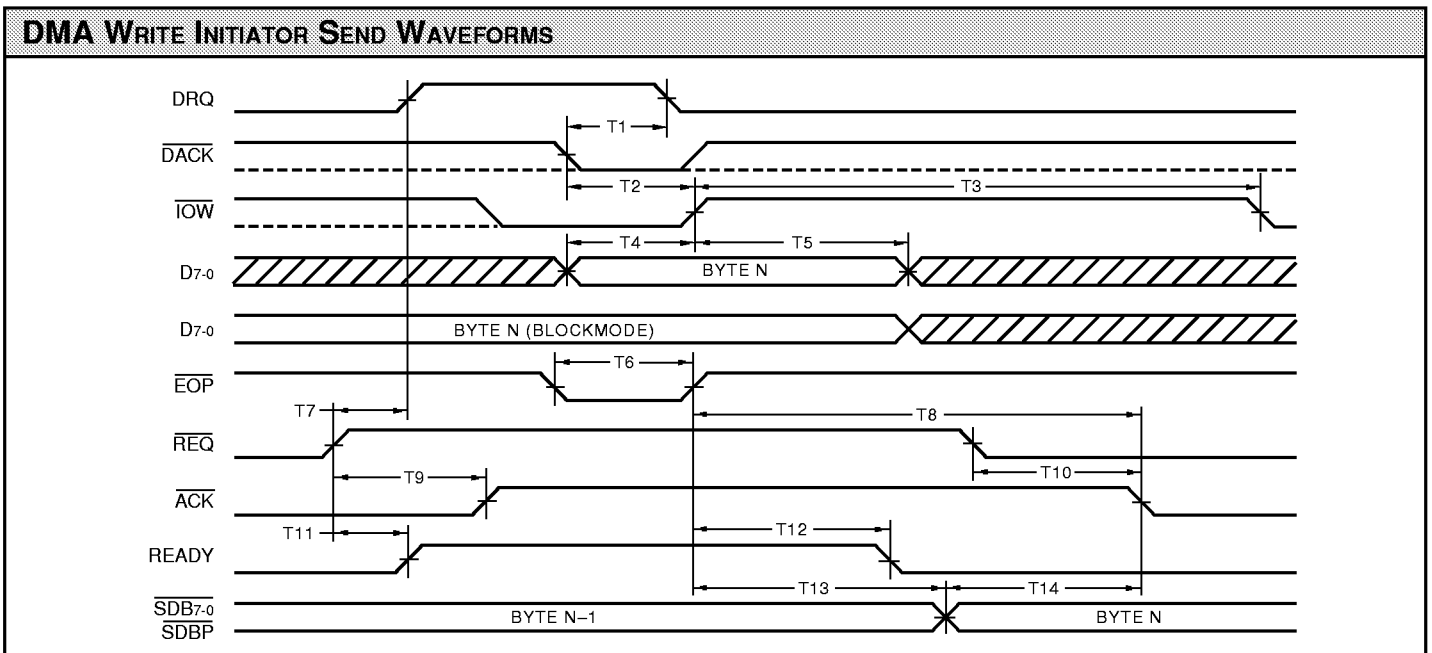 DMA WRITE INITIATOR SEND WAVEFORMS
DRQ
T1
DACK
T2
T3
IOW
T4
T5
D7-0
BYTE N
D7-0
BYTE N (BLOCKMODE)
T6
EOP
T7
T8
REQ
T9
T10
ACK
T11
T12
READY
T13
T14
SDB7-0
SDBP
BYTE N–1
BYTE N